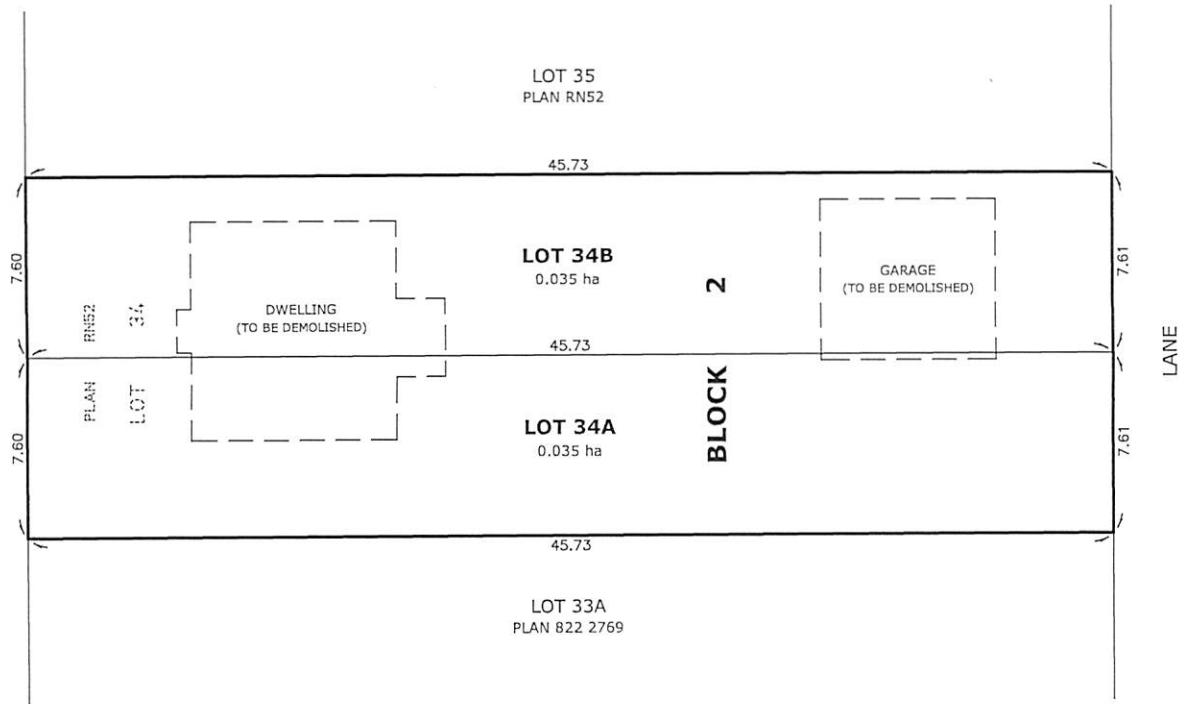 LOT 35
PLAN RN52
45.73
7.60
LOT 34B
0.035 ha
2
GARAGE
(TO BE DEMOLISHED)
7.61
DWELLING
(TO BE DEMOLISHED)
PLAN RN52
LOT 34
45.73
LANE
7.60
LOT 34A
0.035 ha
BLOCK
7.61
45.73
LOT 33A
PLAN 822 2769